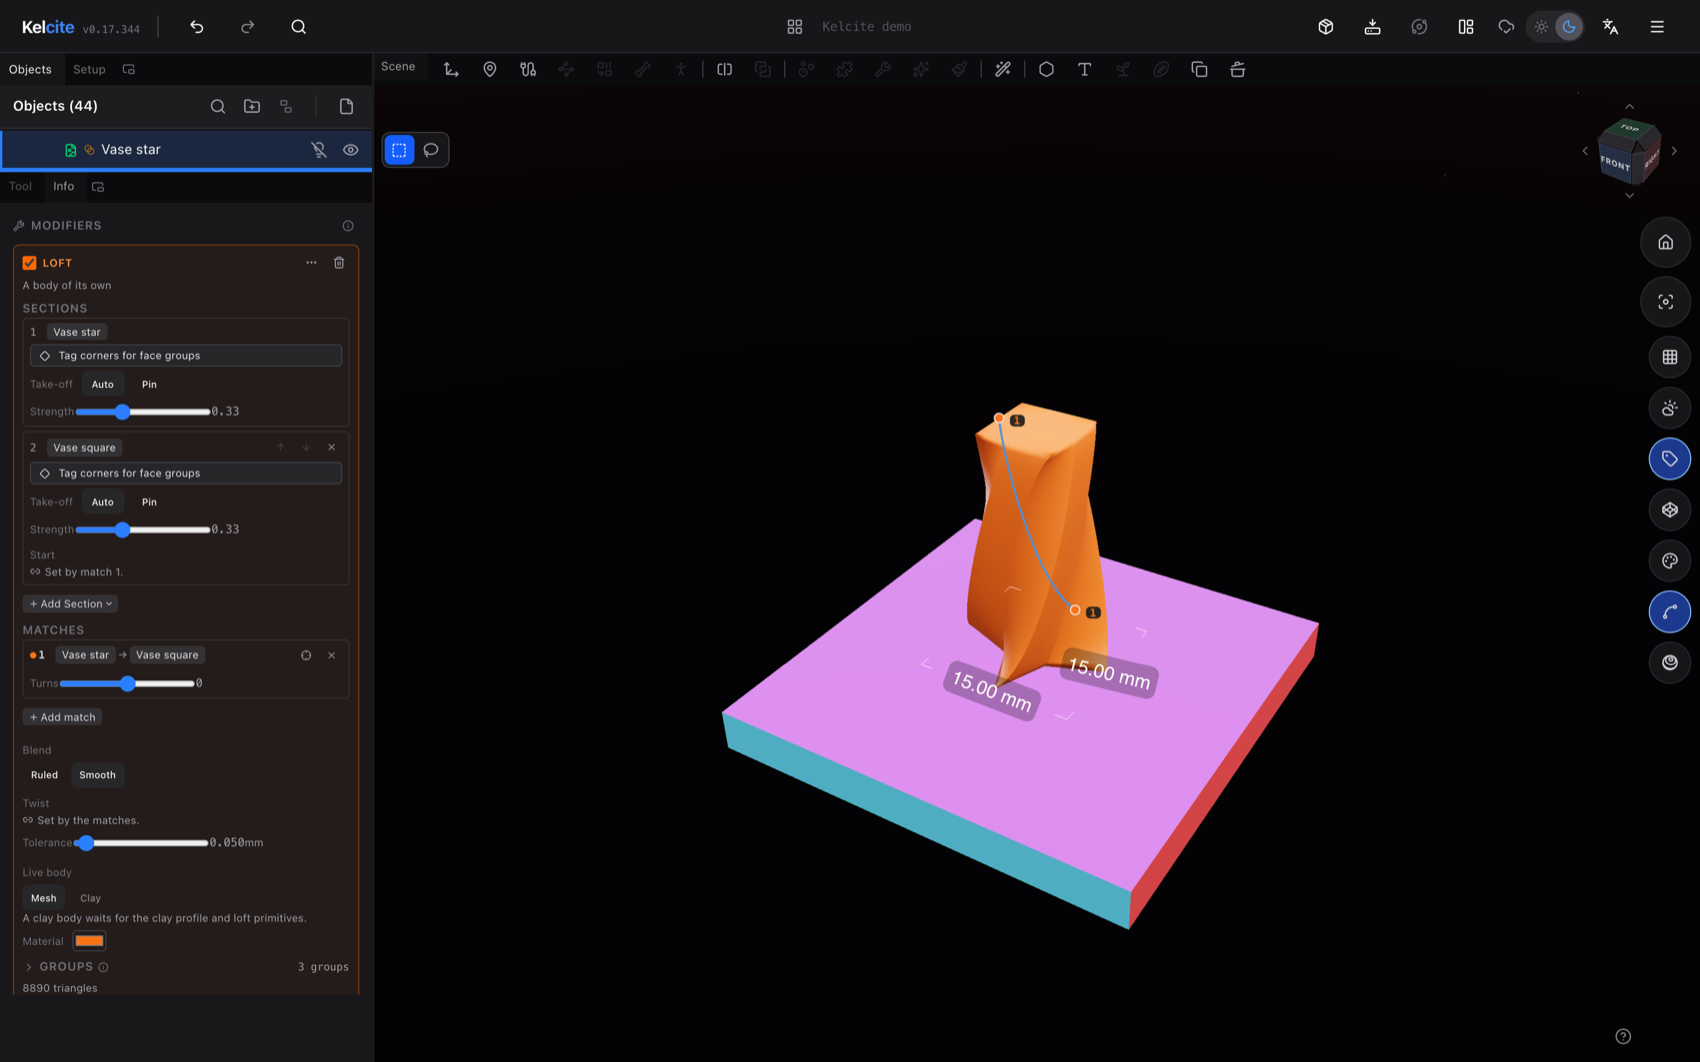 Kelcite v0.17.344
Kelcite demo
Objects Setup
Scene
Objects (44)
Vase star
Tool Info
MODIFIERS
LOFT
A body of its own
SECTIONS
1 Vase star
Tag corners for face groups
Take-off Auto Pin
Strength 0.33
2 Vase square
Tag corners for face groups
Take-off Auto Pin
Strength 0.33
Start
Set by match 1.
+ Add Section
MATCHES
1 Vase star → Vase square
Turns 0
+ Add match
Blend
Ruled Smooth
Twist
Set by the matches.
Tolerance 0.050mm
Live body
Mesh Clay
A clay body waits for the clay profile and loft primitives.
Material
GROUPS 3 groups
8890 triangles
TOP
FRONT
RIGHT
1
1
15.00 mm
15.00 mm